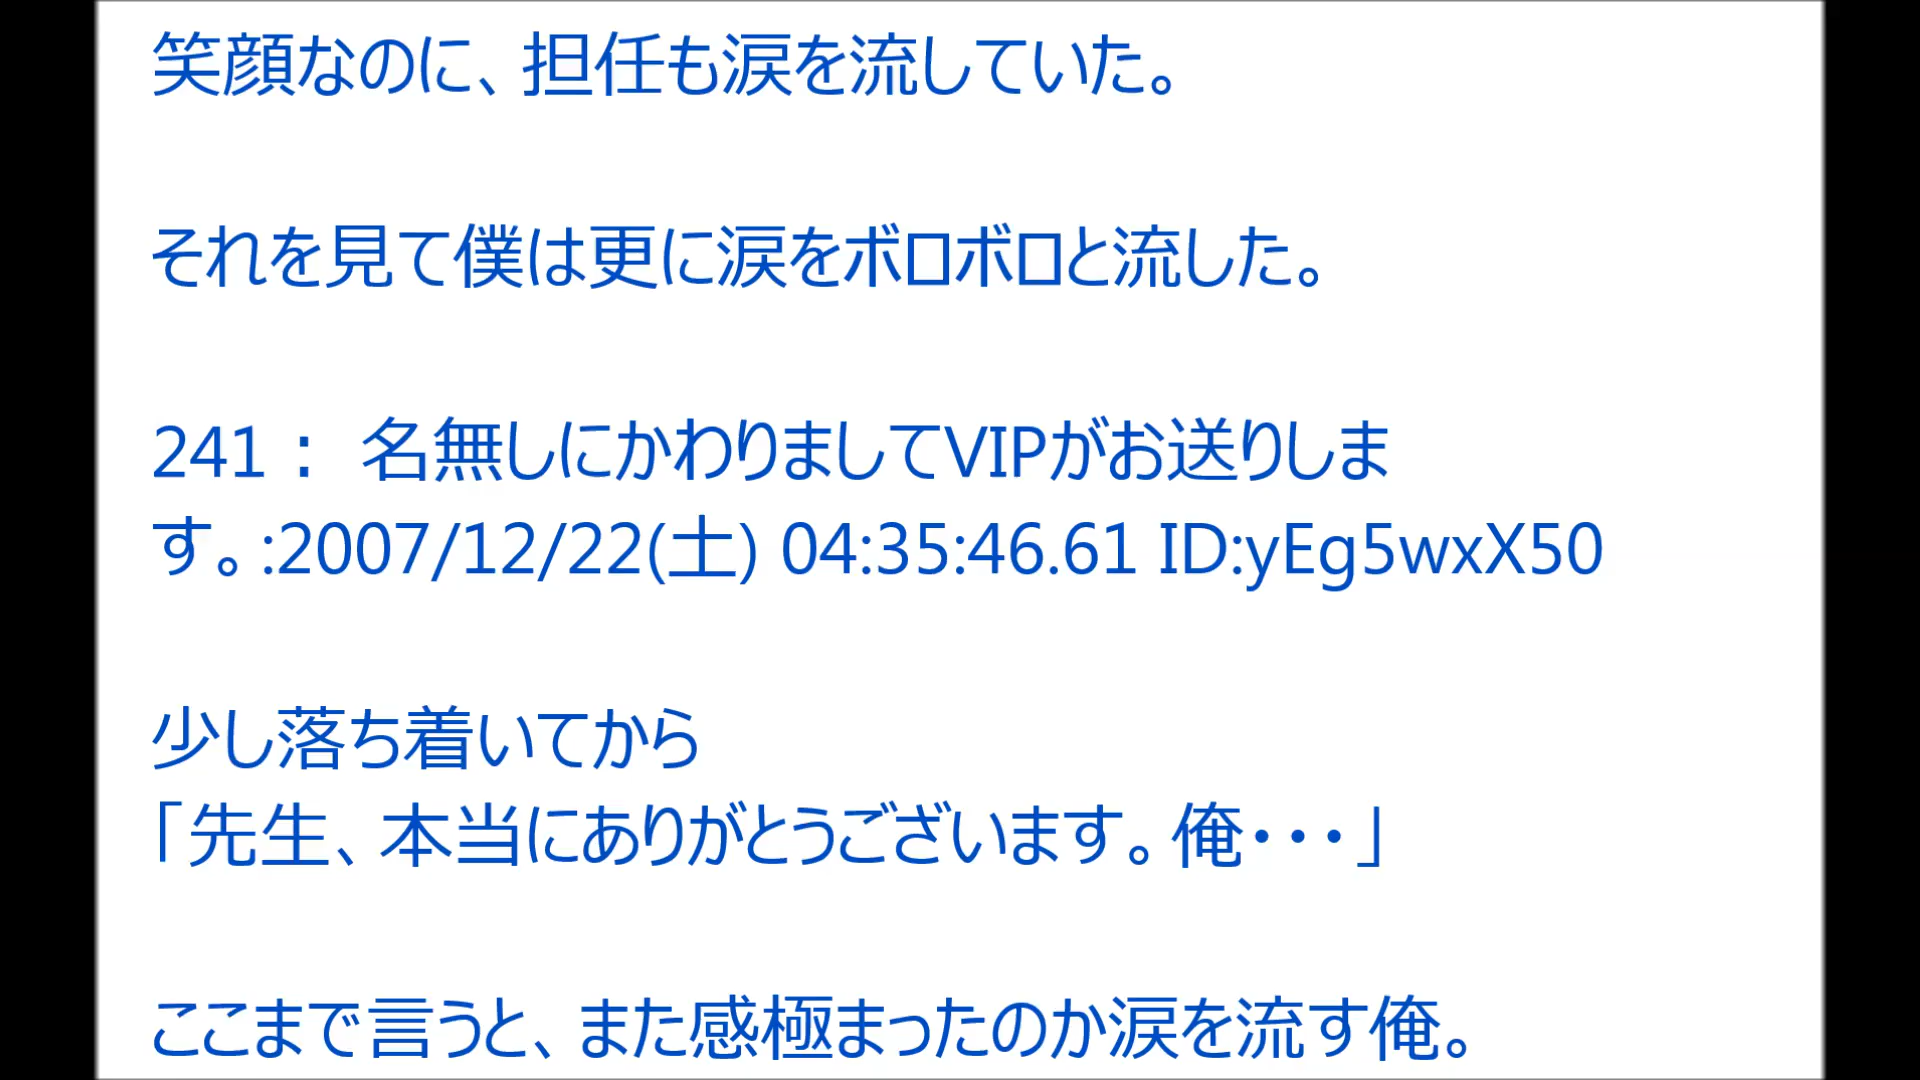 笑顔なのに、担任も涙を流していた。
それを見て僕は更に涙をボロボロと流した。
241： 名無しにかわりましてVIPがお送りしま
す。:2007/12/22(土) 04:35:46.61 ID:yEg5wxX50
少し落ち着いてから
「先生、本当にありがとうございます。俺・・・」
ここまで言うと、また感極まったのか涙を流す俺。